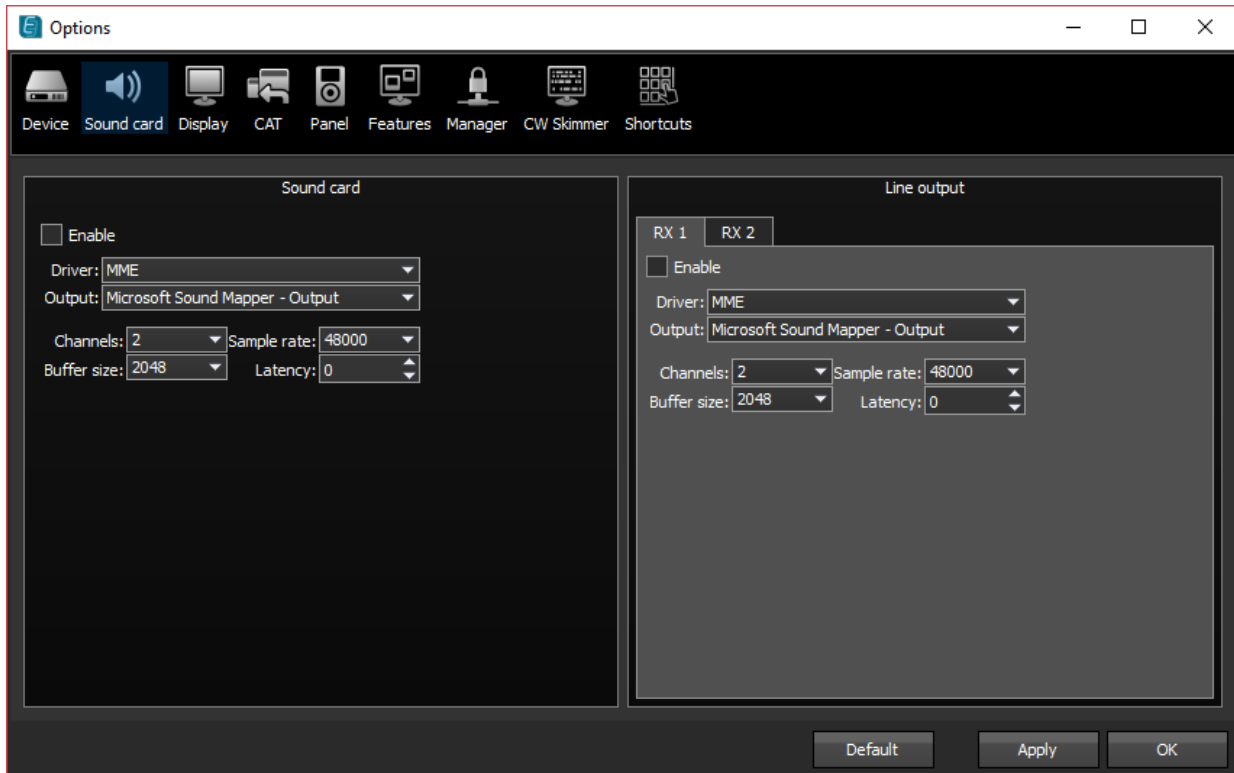 Options
Device Sound card Display CAT Panel Features Manager CW Skimmer Shortcuts
Sound card
Enable
Driver: MME
Output: Microsoft Sound Mapper - Output
Channels: 2 Sample rate: 48000
Buffer size: 2048 Latency: 0
Line output
RX 1 RX 2
Enable
Driver: MME
Output: Microsoft Sound Mapper - Output
Channels: 2 Sample rate: 48000
Buffer size: 2048 Latency: 0
Default Apply OK